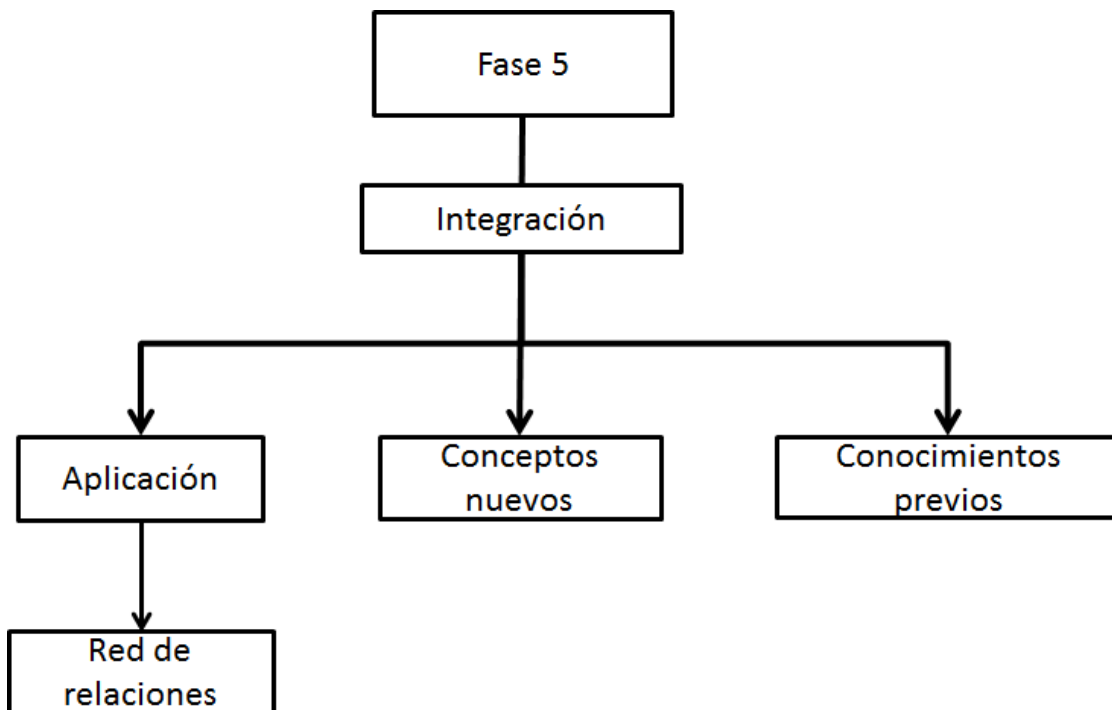 Fase 5
Integración
Aplicación
Conceptos
nuevos
Conocimientos
previos
Red de
relaciones